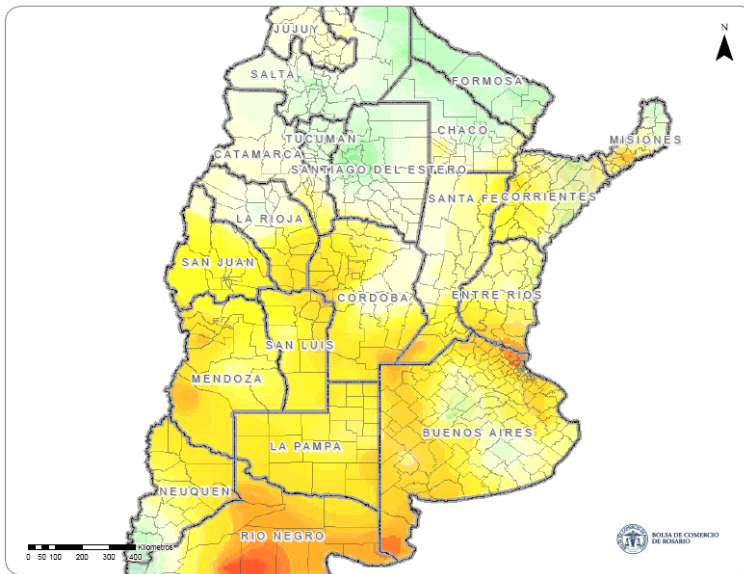 N
JUJUY
SALTA
FORMOSA
CHACO
MISIONES
TUCUMAN
CATAMARCA
SANTIAGO DEL ESTERO
SANTA FE
CORRIENTES
LA RIOJA
SAN JUAN
CORDOBA
ENTRE RIOS
SAN LUIS
MENDOZA
BUENOS AIRES
LA PAMPA
NEUQUEN
RIO NEGRO
Kilometros
0 50 100 200 300 400
BOLSA DE COMERCIO
DE ROSARIO